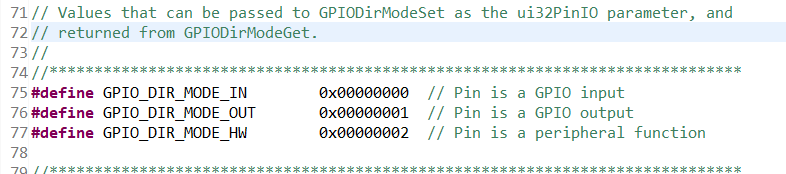 71 // Values that can be passed to GPIODirModeSet as the ui32PinIO parameter, and
72 // returned from GPIODirModeGet.
73 //
74 //*****************************************************************************
75 #define GPIO_DIR_MODE_IN        0x00000000  // Pin is a GPIO input
76 #define GPIO_DIR_MODE_OUT       0x00000001  // Pin is a GPIO output
77 #define GPIO_DIR_MODE_HW        0x00000002  // Pin is a peripheral function
78
79 //*****************************************************************************